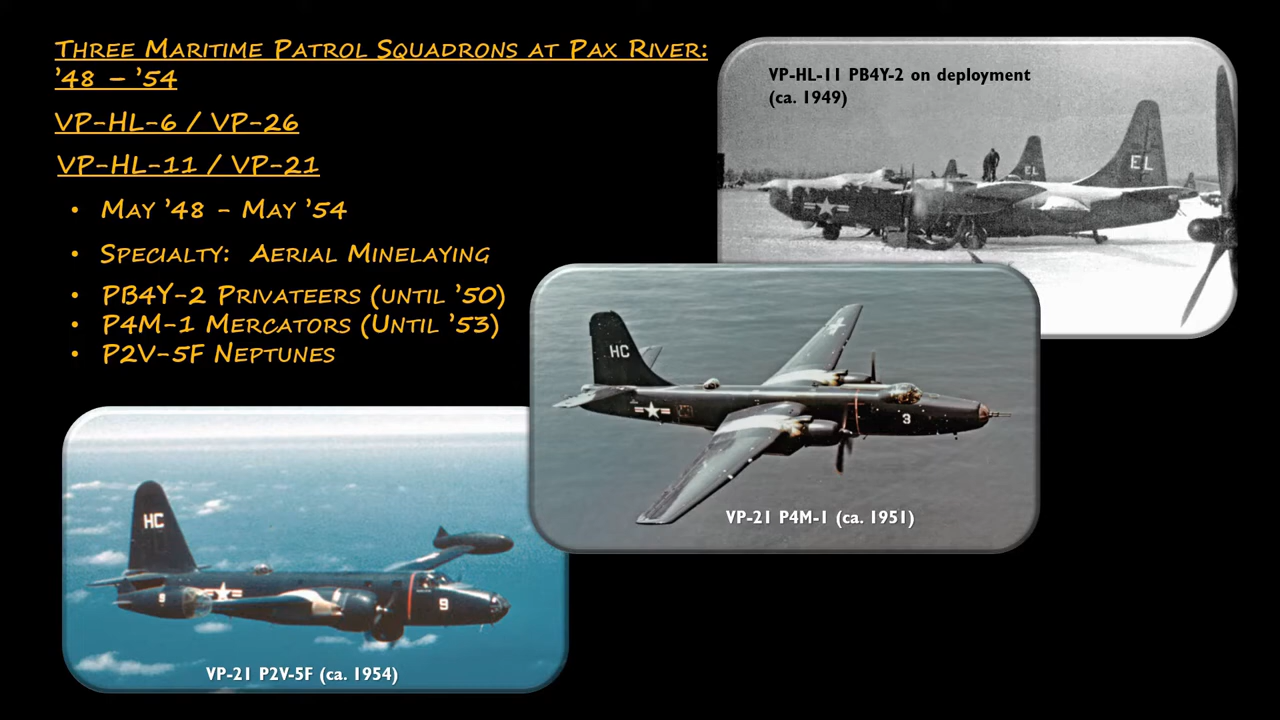 THREE MARITIME PATROL SQUADRONS AT PAX RIVER:
’48 – ’54
VP-HL-6 / VP-26
VP-HL-11 / VP-21
• MAY ’48 - MAY ’54
• SPECIALTY: AERIAL MINELAYING
• PB4Y-2 PRIVATEERS (UNTIL ’50)
• P4M-1 MERCATORS (UNTIL ’53)
• P2V-5F NEPTUNES
VP-HL-11 PB4Y-2 on deployment
(ca. 1949)
EL
EL
HC
3
VP-21 P4M-1 (ca. 1951)
HC
9
9
VP-21 P2V-5F (ca. 1954)